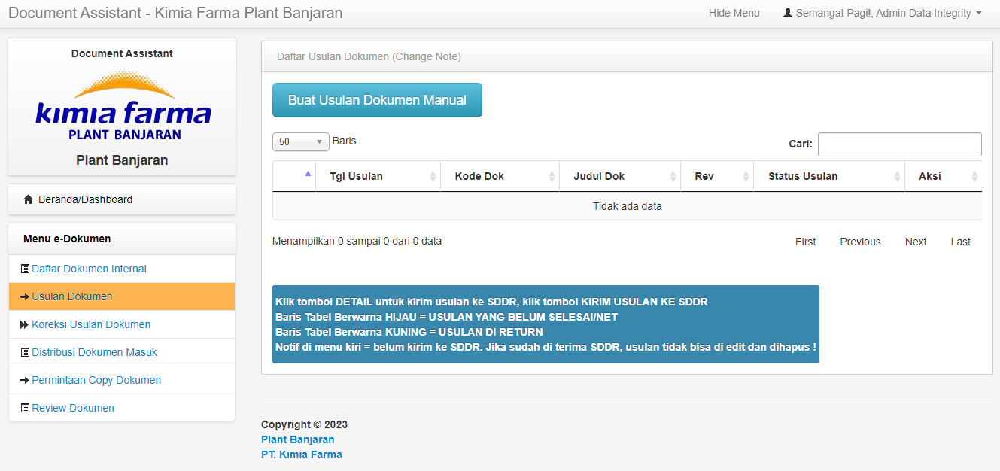 Document Assistant - Kimia Farma Plant Banjaran
Hide Menu
Semangat Pagi!, Admin Data Integrity
Document Assistant
kimia farma
PLANT BANJARAN
Plant Banjaran
Beranda/Dashboard
Menu e-Dokumen
Daftar Dokumen Internal
Usulan Dokumen
Koreksi Usulan Dokumen
Distribusi Dokumen Masuk
Permintaan Copy Dokumen
Review Dokumen
Daftar Usulan Dokumen (Change Note)
Buat Usulan Dokumen Manual
50 Baris
Cari:
Tgl Usulan Kode Dok Judul Dok Rev Status Usulan Aksi
Tidak ada data
Menampilkan 0 sampai 0 dari 0 data
First Previous Next Last
Klik tombol DETAIL untuk kirim usulan ke SDDR, klik tombol KIRIM USULAN KE SDDR
Baris Tabel Berwarna HIJAU = USULAN YANG BELUM SELESAI/NET
Baris Tabel Berwarna KUNING = USULAN DI RETURN
Notif di menu kiri = belum kirim ke SDDR. Jika sudah di terima SDDR, usulan tidak bisa di edit dan dihapus !
Copyright © 2023
Plant Banjaran
PT. Kimia Farma